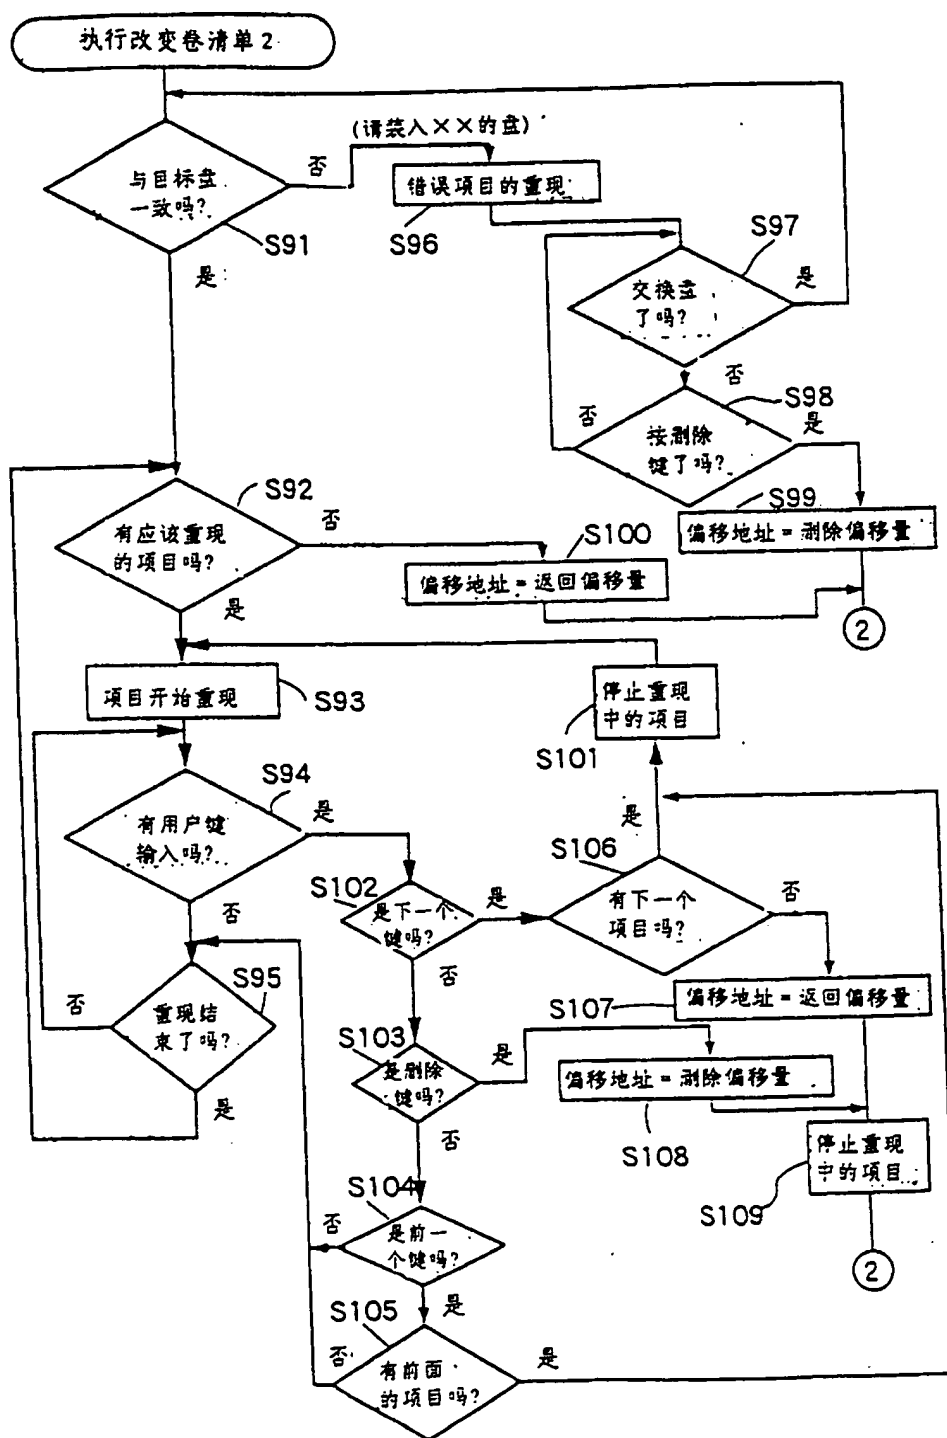 执行改变卷清单2
(请装入××的盘)
与目标盘
一致吗?
否
S91
是
错误项目的重现
S96
S97
交换盘
了吗?
是
否
S98
按删除
键了吗?
否
是
S99
偏移地址=删除偏移量
S92
有应该重现
的项目吗?
否
S100
偏移地址=返回偏移量
是
2
项目开始重现
S93
停止重现
中的项目
S101
S94
有用户键
输入吗?
是
否
S102
是下一个
键吗?
是
否
S106
有下一个
项目吗?
是
否
S95
重现结
束了吗?
否
是
S107
偏移地址=返回偏移量
S103
是删除
键吗?
是
否
偏移地址=删除偏移量
S108
停止重现
中的项目
S109
2
S104
是前一
个键吗?
否
是
S105
有前面
的项目吗?
否
是